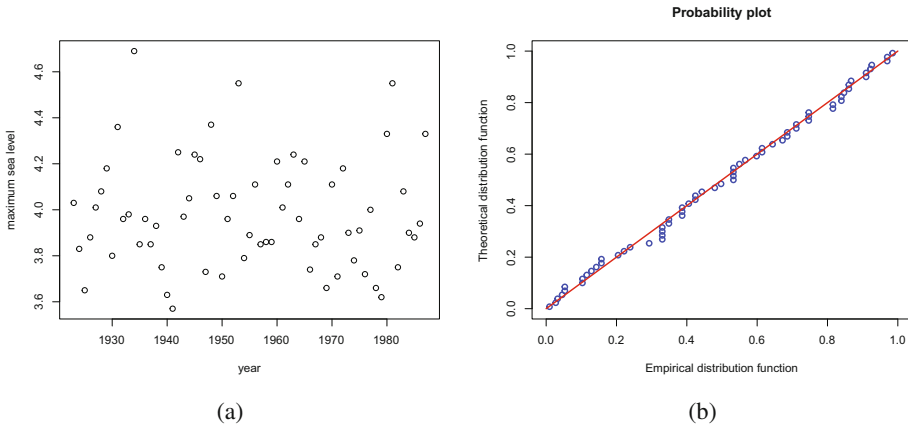 maximum sea level
4.6
4.4
4.2
4.0
3.8
3.6
1930 1940 1950 1960 1970 1980
year
(a)
Probability plot
Theoretical distribution function
1.0
0.8
0.6
0.4
0.2
0.0
0.0 0.2 0.4 0.6 0.8 1.0
Empirical distribution function
(b)